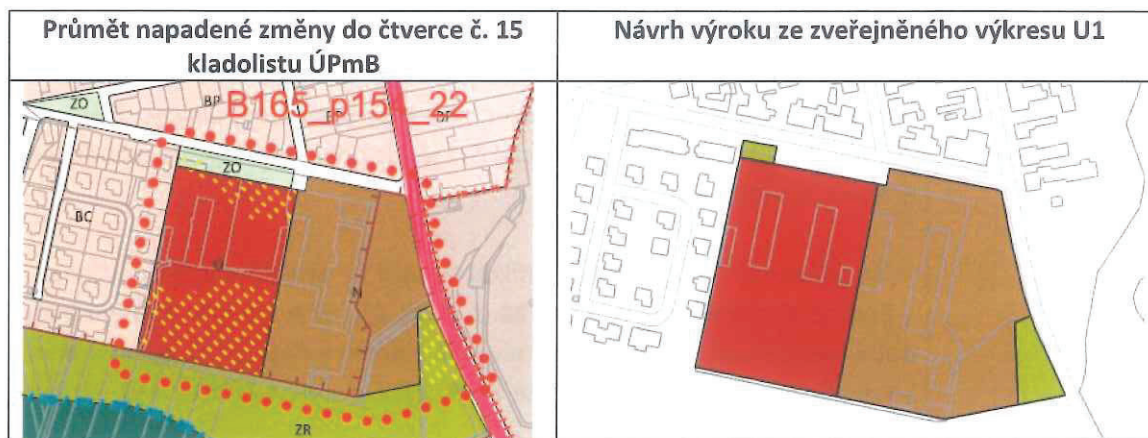 Průmět napadené změny do čtverce č. 15
kladolistu ÚPmB
Návrh výroku ze zveřejněného výkresu U1
ZO
BP
B165_p154_22
ZO
BC
N
ZR